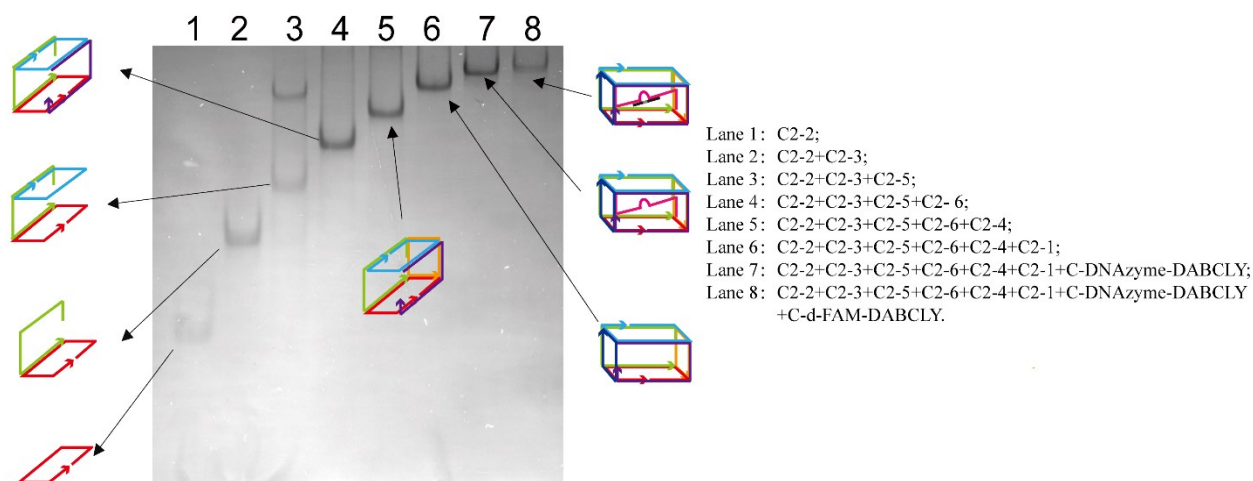 1 2 3 4 5 6 7 8
Lane 1: C2-2;
Lane 2: C2-2+C2-3;
Lane 3: C2-2+C2-3+C2-5;
Lane 4: C2-2+C2-3+C2-5+C2- 6;
Lane 5: C2-2+C2-3+C2-5+C2-6+C2-4;
Lane 6: C2-2+C2-3+C2-5+C2-6+C2-4+C2-1;
Lane 7: C2-2+C2-3+C2-5+C2-6+C2-4+C2-1+C-DNAzyme-DABCLY;
Lane 8: C2-2+C2-3+C2-5+C2-6+C2-4+C2-1+C-DNAzyme-DABCLY
+C-d-FAM-DABCLY.